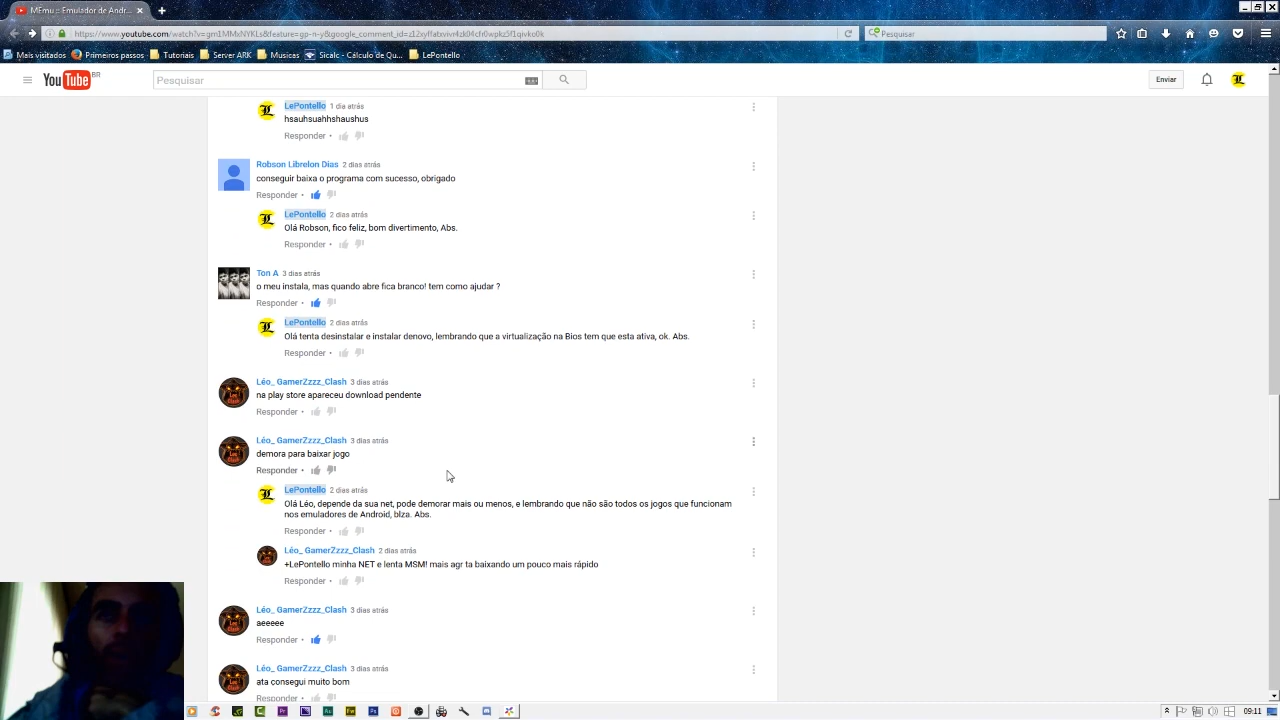 MEmu :: Emulador de Andr...
https://www.youtube.com/watch?v=gm1MMxNYKLs&feature=gp-n-y&google_comment_id=z12xyffatxvivr4zk04cfr0wpkz5f1qivko0k
Pesquisar
Mais visitados Primeiros passos Tutoriais Server ARK Musicas Sicalc - Cálculo de Qu... LePontello
YouTube BR
Pesquisar
Enviar
LePontello 1 dia atrás
hsauhsuahhshaushus
Responder •
Robson Librelon Dias 2 dias atrás
conseguir baixa o programa com sucesso, obrigado
Responder •
LePontello 2 dias atrás
Olá Robson, fico feliz, bom divertimento, Abs.
Responder •
Ton A 3 dias atrás
o meu instala, mas quando abre fica branco! tem como ajudar ?
Responder •
LePontello 2 dias atrás
Olá tenta desinstalar e instalar denovo, lembrando que a virtualização na Bios tem que esta ativa, ok. Abs.
Responder •
Léo_ GamerZzzz_Clash 3 dias atrás
na play store apareceu download pendente
Responder •
Léo_ GamerZzzz_Clash 3 dias atrás
demora para baixar jogo
Responder •
LePontello 2 dias atrás
Olá Léo, depende da sua net, pode demorar mais ou menos, e lembrando que não são todos os jogos que funcionam
nos emuladores de Android, blza. Abs.
Responder •
Léo_ GamerZzzz_Clash 2 dias atrás
+LePontello minha NET e lenta MSM! mais agr ta baixando um pouco mais rápido
Responder •
Léo_ GamerZzzz_Clash 3 dias atrás
aeeeee
Responder •
Léo_ GamerZzzz_Clash 3 dias atrás
ata consegui muito bom
Responder •
09:11